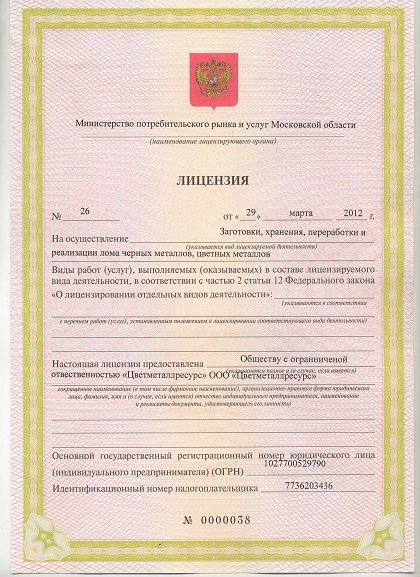 Министерство потребительского рынка и услуг Московской области
(наименование лицензирующего органа)
ЛИЦЕНЗИЯ
№ 26 от «29» марта 2012 г.
На осуществление Заготовки, хранения, переработки и
(указывается вид лицензируемой деятельности)
реализации лома черных металлов, цветных металлов
Виды работ (услуг), выполняемых (оказываемых) в составе лицензируемого
вида деятельности, в соответствии с частью 2 статьи 12 Федерального закона
«О лицензировании отдельных видов деятельности»:
(указываются в соответствии
с перечнем работ (услуг), установленным положением о лицензировании соответствующего вида деятельности)
Настоящая лицензия предоставлена Обществу с ограниченой
(указываются полное и (в случае, если имеется)
отвественностью «Цветметаллресурс» ООО «Цветметаллресурс»
сокращенное наименование (в том числе фирменное наименование), организационно-правовая форма юридического
лица, фамилия, имя и (в случае, если имеется) отчество индивидуального предпринимателя, наименование
и реквизиты документа, удостоверяющего его личность)
Основной государственный регистрационный номер юридического лица
(индивидуального предпринимателя) (ОГРН) 1027700529790
Идентификационный номер налогоплательщика 7736203436
№ 0000038